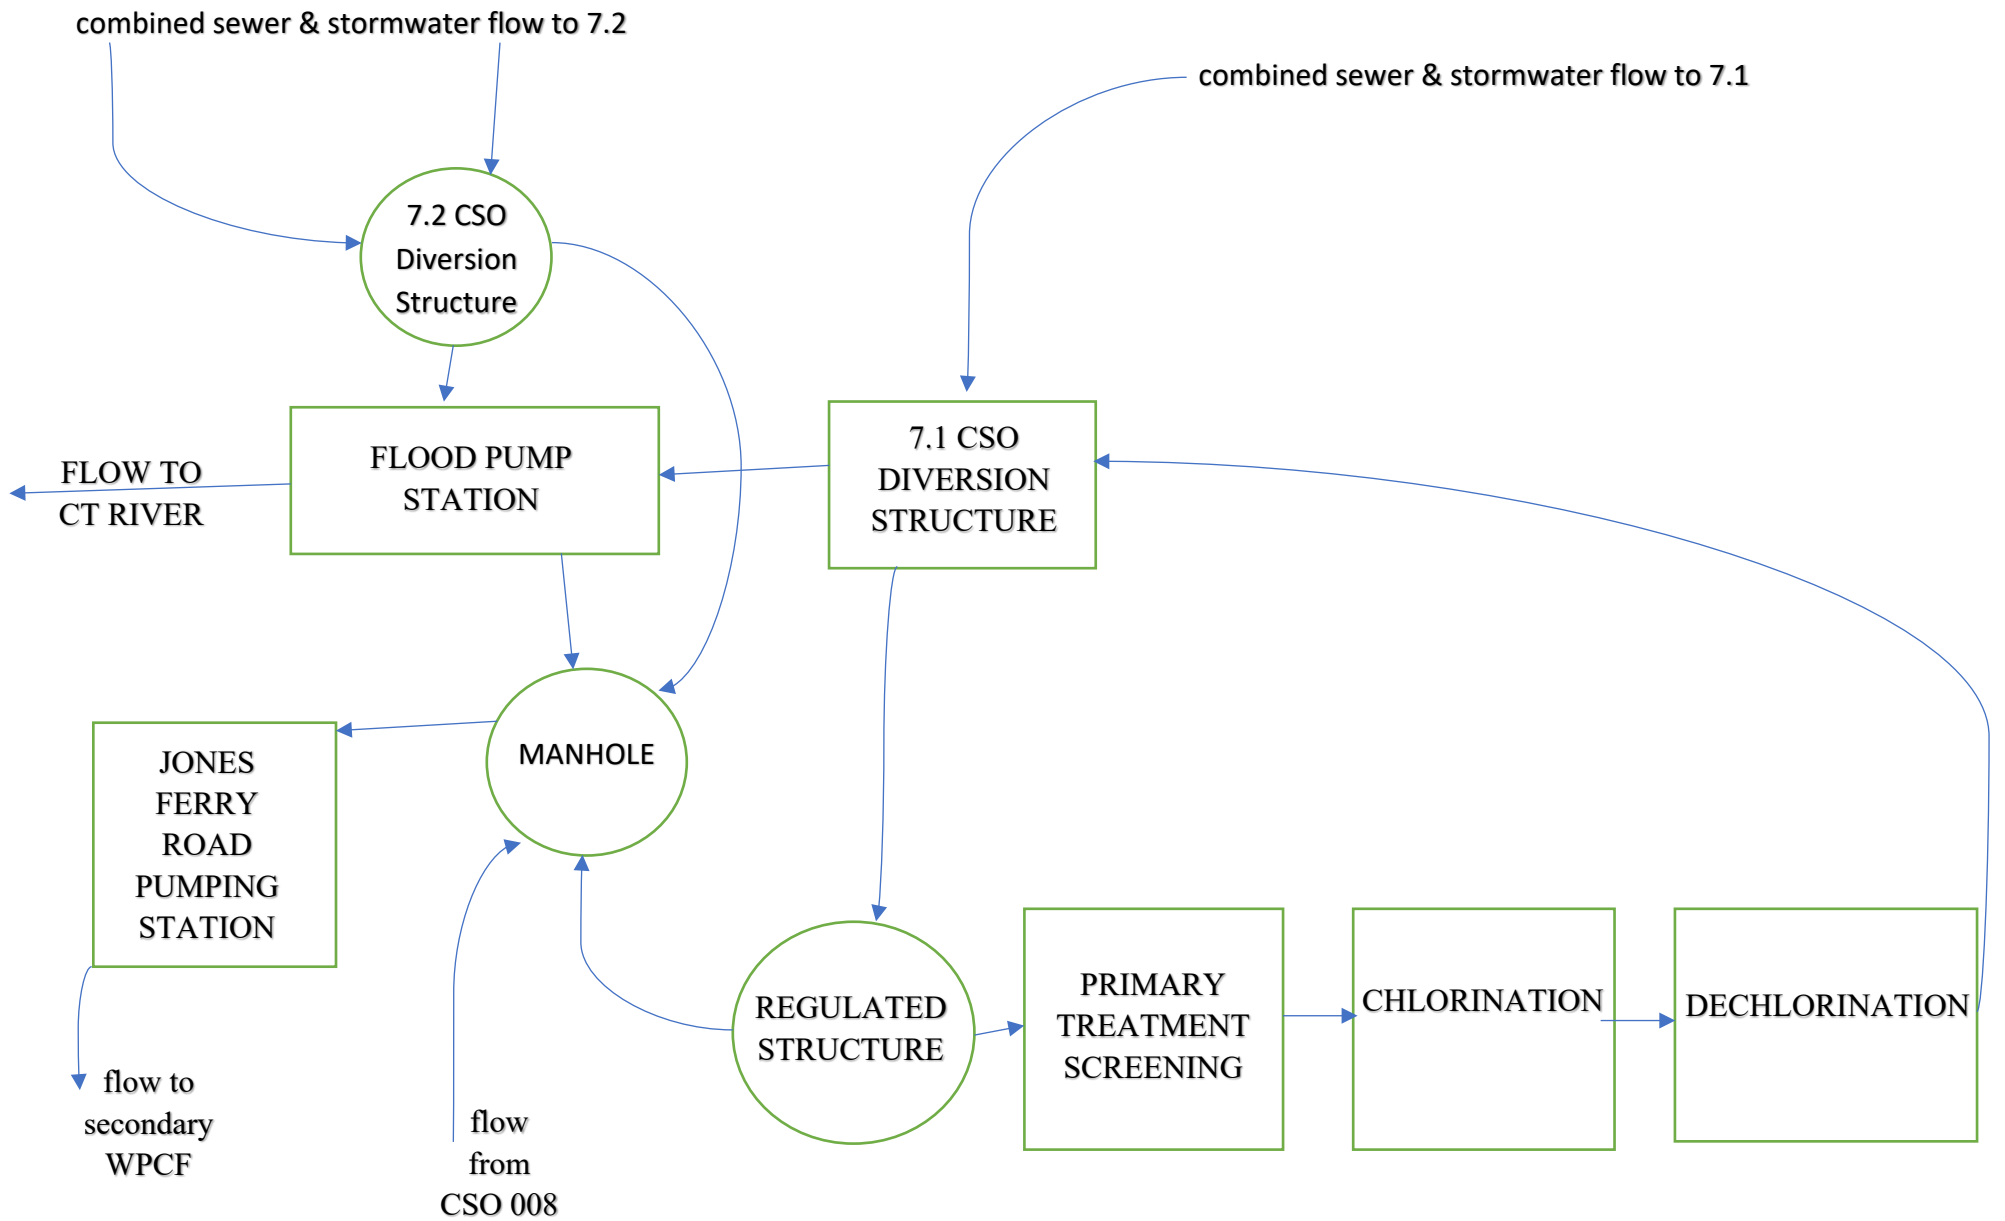 combined sewer & stormwater flow to 7.2
combined sewer & stormwater flow to 7.1
7.2 CSO
Diversion
Structure
FLOW TO
CT RIVER
FLOOD PUMP
STATION
7.1 CSO
DIVERSION
STRUCTURE
JONES
FERRY
ROAD
PUMPING
STATION
MANHOLE
REGULATED
STRUCTURE
PRIMARY
TREATMENT
SCREENING
CHLORINATION
DECHLORINATION
flow to
secondary
WPCF
flow
from
CSO 008